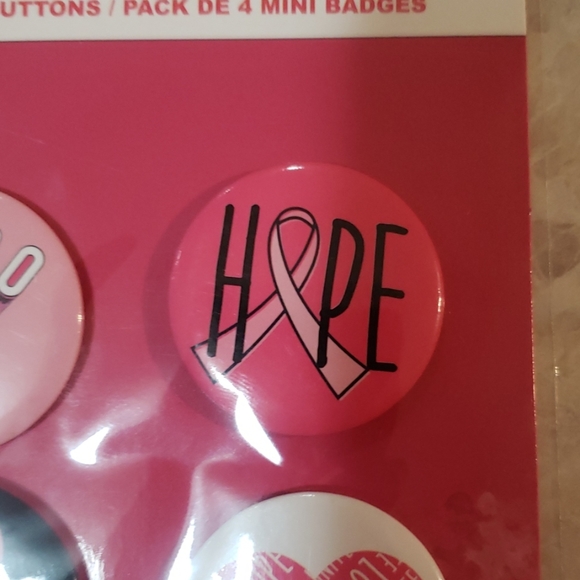 UTTONS / PACK DE 4 MINI BADGES
HOPE
O